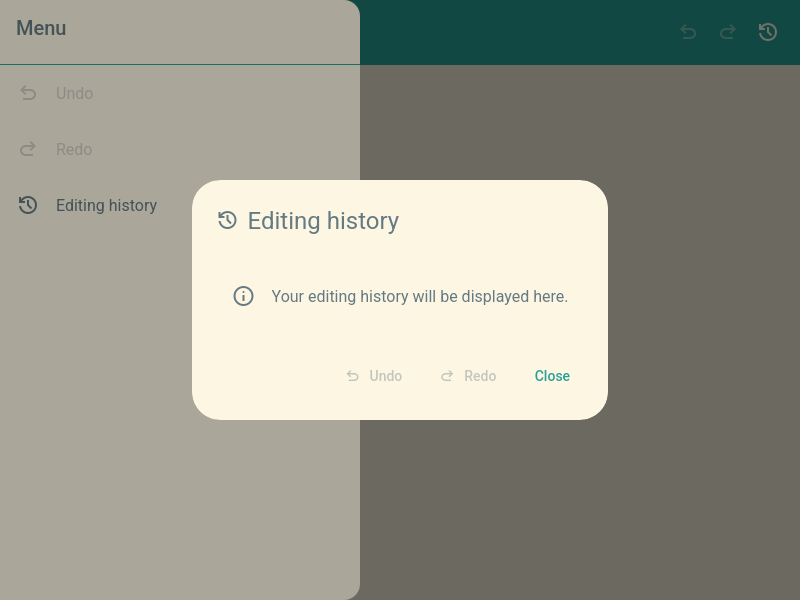 Menu
Undo
Redo
Editing history
Editing history
Your editing history will be displayed here.
Undo
Redo
Close